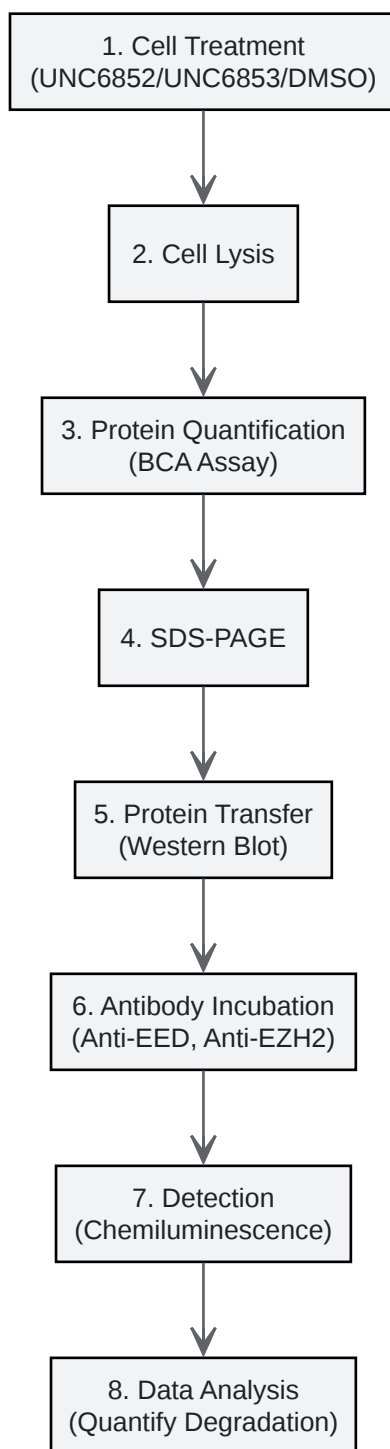 1. Cell Treatment
(UNC6852/UNC6853/DMSO)
2. Cell Lysis
3. Protein Quantification
(BCA Assay)
4. SDS-PAGE
5. Protein Transfer
(Western Blot)
6. Antibody Incubation
(Anti-EED, Anti-EZH2)
7. Detection
(Chemiluminescence)
8. Data Analysis
(Quantify Degradation)